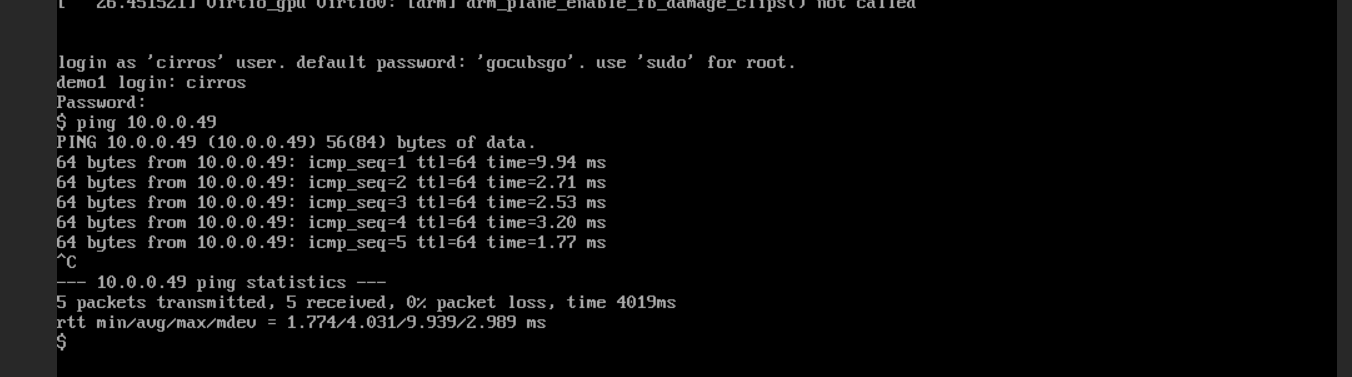 [   26.451521] virtio_gpu virtio0: [drm] drm_plane_enable_fb_damage_clips() not called
login as 'cirros' user. default password: 'gocubsgo'. use 'sudo' for root.
demo1 login: cirros
Password:
$ ping 10.0.0.49
PING 10.0.0.49 (10.0.0.49) 56(84) bytes of data.
64 bytes from 10.0.0.49: icmp_seq=1 ttl=64 time=9.94 ms
64 bytes from 10.0.0.49: icmp_seq=2 ttl=64 time=2.71 ms
64 bytes from 10.0.0.49: icmp_seq=3 ttl=64 time=2.53 ms
64 bytes from 10.0.0.49: icmp_seq=4 ttl=64 time=3.20 ms
64 bytes from 10.0.0.49: icmp_seq=5 ttl=64 time=1.77 ms
^C
--- 10.0.0.49 ping statistics ---
5 packets transmitted, 5 received, 0% packet loss, time 4019ms
rtt min/avg/max/mdev = 1.774/4.031/9.939/2.989 ms
$